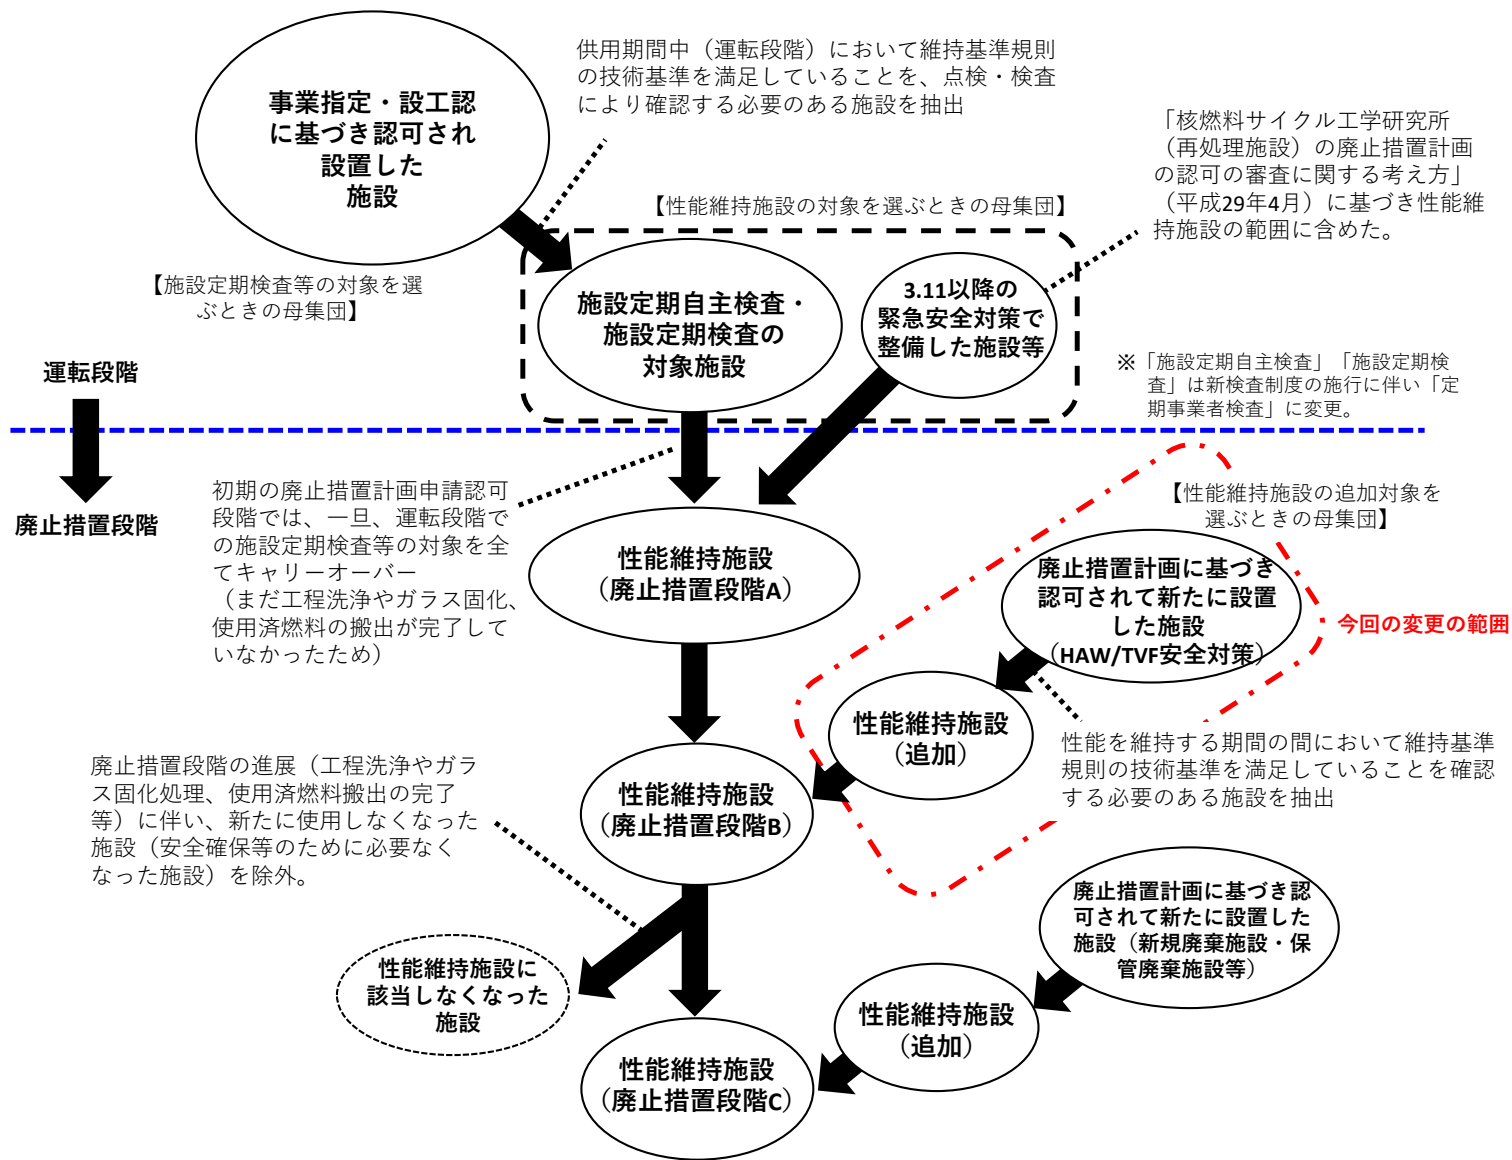 事業指定・設工認
に基づき認可され
設置した
施設
供用期間中（運転段階）において維持基準規則
の技術基準を満足していることを、点検・検査
により確認する必要のある施設を抽出
「核燃料サイクル工学研究所
（再処理施設）の廃止措置計画
の認可の審査に関する考え方」
（平成29年4月）に基づき性能維
持施設の範囲に含めた。
【性能維持施設の対象を選ぶときの母集団】
【施設定期検査等の対象を選
ぶときの母集団】
施設定期自主検査・
施設定期検査の
対象施設
3.11以降の
緊急安全対策で
整備した施設等
※「施設定期自主検査」「施設定期検
査」は新検査制度の施行に伴い「定
期事業者検査」に変更。
運転段階
廃止措置段階
初期の廃止措置計画申請認可
段階では、一旦、運転段階で
の施設定期検査等の対象を全
てキャリーオーバー
（まだ工程洗浄やガラス固化、
使用済燃料の搬出が完了して
いなかったため）
性能維持施設
（廃止措置段階A）
【性能維持施設の追加対象を
選ぶときの母集団】
廃止措置計画に基づき
認可されて新たに設置
した施設
（HAW/TVF安全対策）
今回の変更の範囲
性能維持施設
（追加）
性能を維持する期間の間において維持基準
規則の技術基準を満足していることを確認
する必要のある施設を抽出
廃止措置段階の進展（工程洗浄やガラ
ス固化処理、使用済燃料搬出の完了
等）に伴い、新たに使用しなくなった
施設（安全確保等のために必要なく
なった施設）を除外。
性能維持施設
（廃止措置段階B）
廃止措置計画に基づき認
可されて新たに設置した
施設（新規廃棄施設・保
管廃棄施設等）
性能維持施設に
該当しなくなった
施設
性能維持施設
（追加）
性能維持施設
（廃止措置段階C）